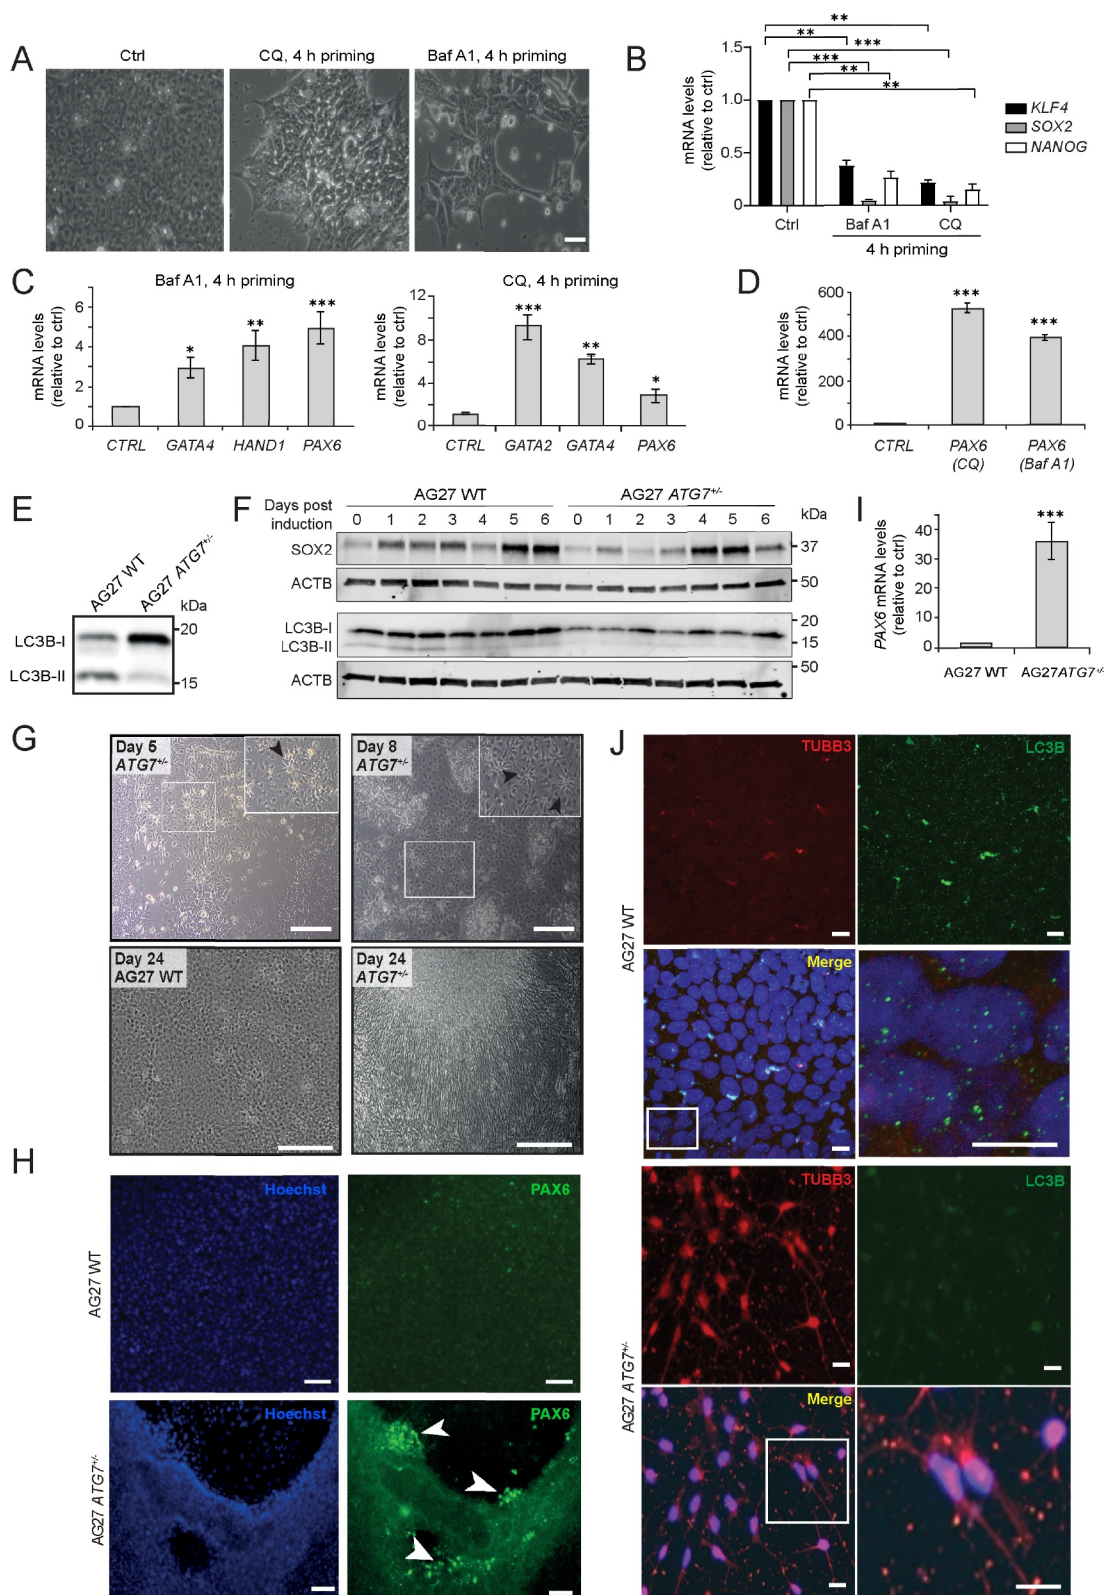 A
Ctrl
CQ, 4 h priming
Baf A1, 4 h priming
B
mRNA levels
(relative to ctrl)
1.5
1.0
0.5
0
**
**
***
***
**
**
KLF4
SOX2
NANOG
Ctrl
Baf A1
CQ
4 h priming
C
Baf A1, 4 h priming
mRNA levels
(relative to ctrl)
6
4
2
0
*
**
***
CTRL
GATA4
HAND1
PAX6
CQ, 4 h priming
mRNA levels
(relative to ctrl)
12
8
4
0
***
**
*
CTRL
GATA2
GATA4
PAX6
D
mRNA levels
(relative to ctrl)
600
400
200
0
***
***
CTRL
PAX6
(CQ)
PAX6
(Baf A1)
E
AG27 WT
AG27 ATG7+/-
kDa
LC3B-I
20
LC3B-II
15
F
AG27 WT
AG27 ATG7+/-
Days post
induction
0 1 2 3 4 5 6 0 1 2 3 4 5 6
kDa
SOX2
37
ACTB
50
LC3B-I
20
LC3B-II
15
ACTB
50
I
PAX6 mRNA levels
(relative to ctrl)
40
30
20
10
0
***
AG27 WT
AG27ATG7+/-
G
Day 5
ATG7+/-
Day 8
ATG7+/-
Day 24
AG27 WT
Day 24
ATG7+/-
H
AG27 WT
Hoechst
PAX6
AG27 ATG7+/-
Hoechst
PAX6
J
AG27 WT
TUBB3
LC3B
Merge
AG27 ATG7+/-
TUBB3
LC3B
Merge